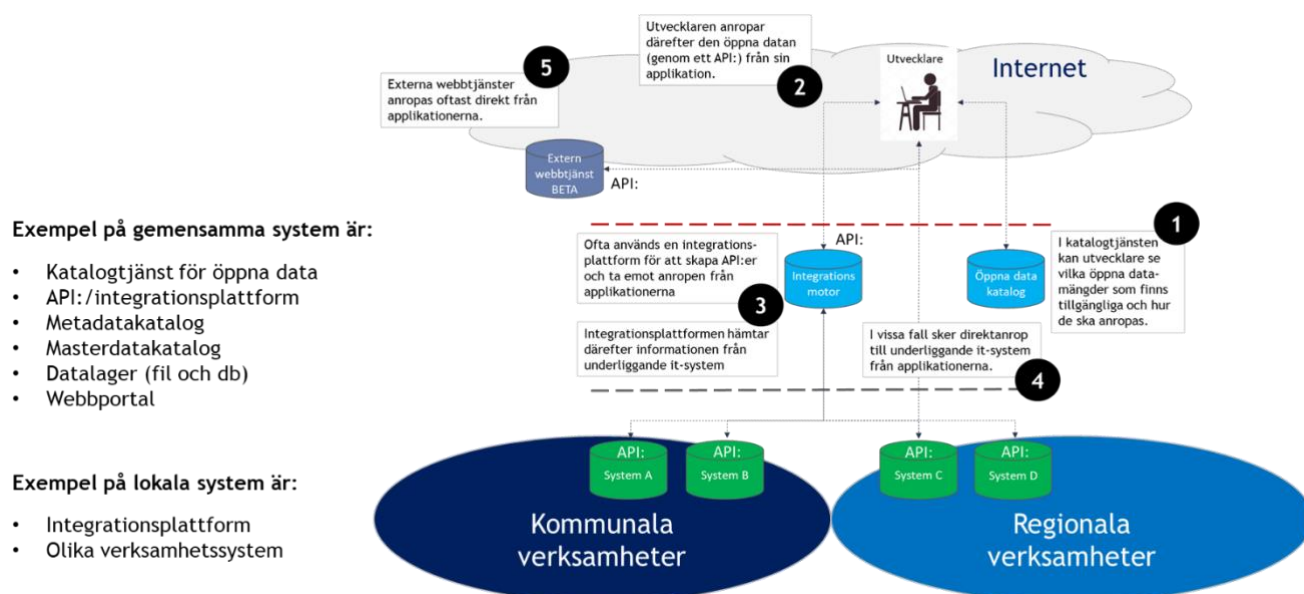 Utvecklaren anropar
därefter den öppna datan
(genom ett API:) från sin
applikation.
2
5
Externa webbtjänster
anropas oftast direkt från
applikationerna.
Utvecklare
Internet
Extern
webbtjänst
BETA
API:
Exempel på gemensamma system är:
• Katalogtjänst för öppna data
• API:/integrationsplattform
• Metadatakatalog
• Masterdatakatalog
• Datalager (fil och db)
• Webbportal
Ofta används en integrations-
plattform för att skapa API:er
och ta emot anropen från
applikationerna
3
Integrationsplattformen hämtar
därefter informationen från
underliggande it-system
API:
Integrations
motor
Öppna data
katalog
1
I katalogtjänsten
kan utvecklare se
vilka öppna data-
mängder som finns
tillgängliga och hur
de ska anropas.
I vissa fall sker direktanrop
till underliggande it-system
från applikationerna.
4
Exempel på lokala system är:
• Integrationsplattform
• Olika verksamhetssystem
API:
System A
API:
System B
API:
System C
API:
System D
Kommunala
verksamheter
Regionala
verksamheter